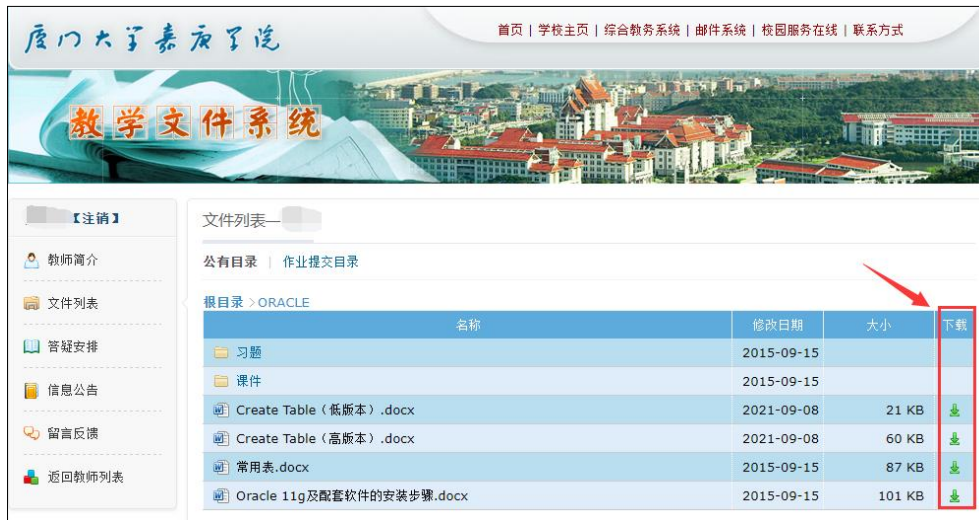 厦门大学嘉庚学院
首页 | 学校主页 | 综合教务系统 | 邮件系统 | 校园服务在线 | 联系方式
教学文件系统
【注销】
教师简介
文件列表
答疑安排
信息公告
留言反馈
返回教师列表
文件列表—
公有目录 | 作业提交目录
根目录 >ORACLE
名称 修改日期 大小 下载
习题 2015-09-15
课件 2015-09-15
Create Table（低版本）.docx 2021-09-08 21 KB
Create Table（高版本）.docx 2021-09-08 60 KB
常用表.docx 2015-09-15 87 KB
Oracle 11g及配套软件的安装步骤.docx 2015-09-15 101 KB